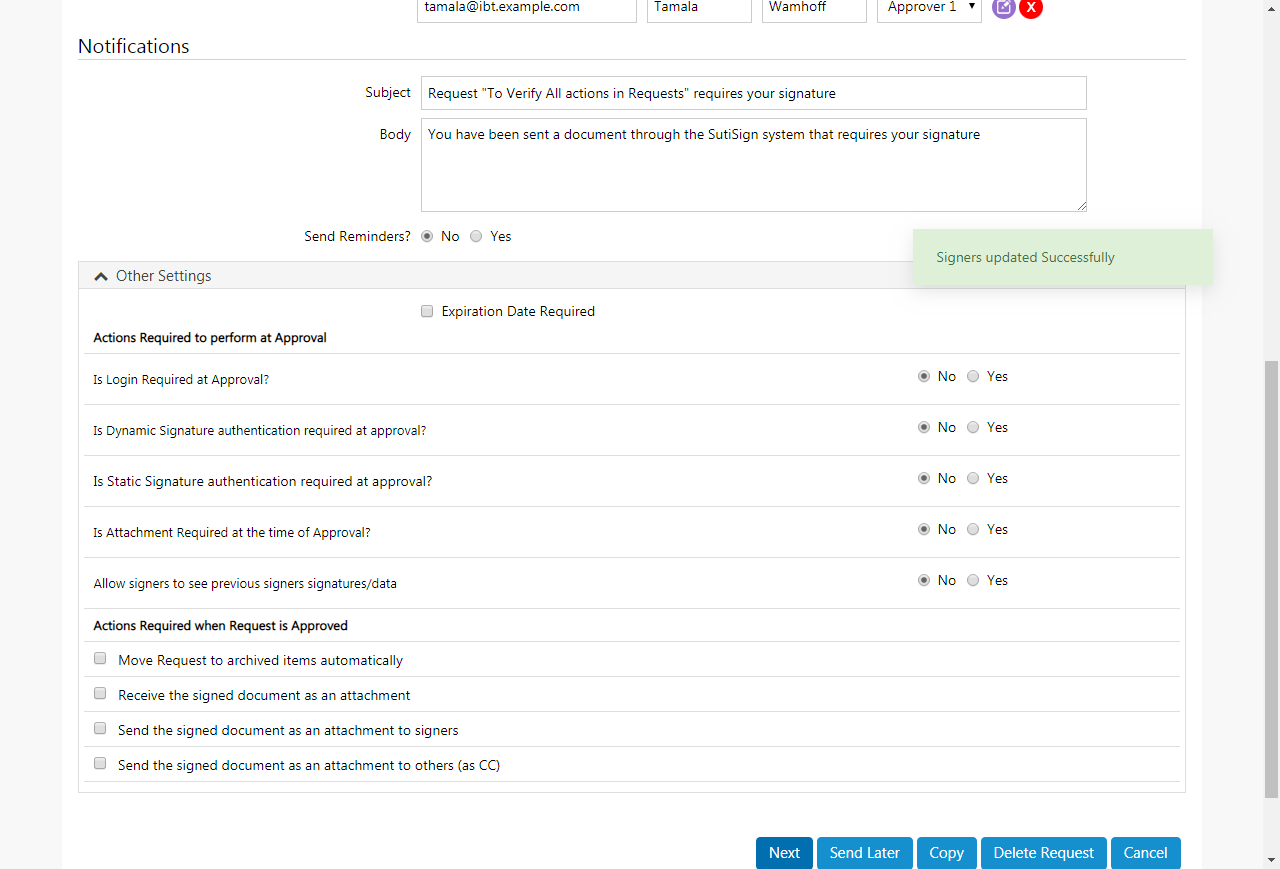 tamala@ibt.example.com Tamala Wamhoff Approver 1 X
Notifications
Subject Request "To Verify All actions in Requests" requires your signature
Body You have been sent a document through the SutiSign system that requires your signature
Send Reminders? No Yes
Signers updated Successfully
Other Settings
Expiration Date Required
Actions Required to perform at Approval
Is Login Required at Approval? No Yes
Is Dynamic Signature authentication required at approval? No Yes
Is Static Signature authentication required at approval? No Yes
Is Attachment Required at the time of Approval? No Yes
Allow signers to see previous signers signatures/data No Yes
Actions Required when Request is Approved
Move Request to archived items automatically
Receive the signed document as an attachment
Send the signed document as an attachment to signers
Send the signed document as an attachment to others (as CC)
Next Send Later Copy Delete Request Cancel